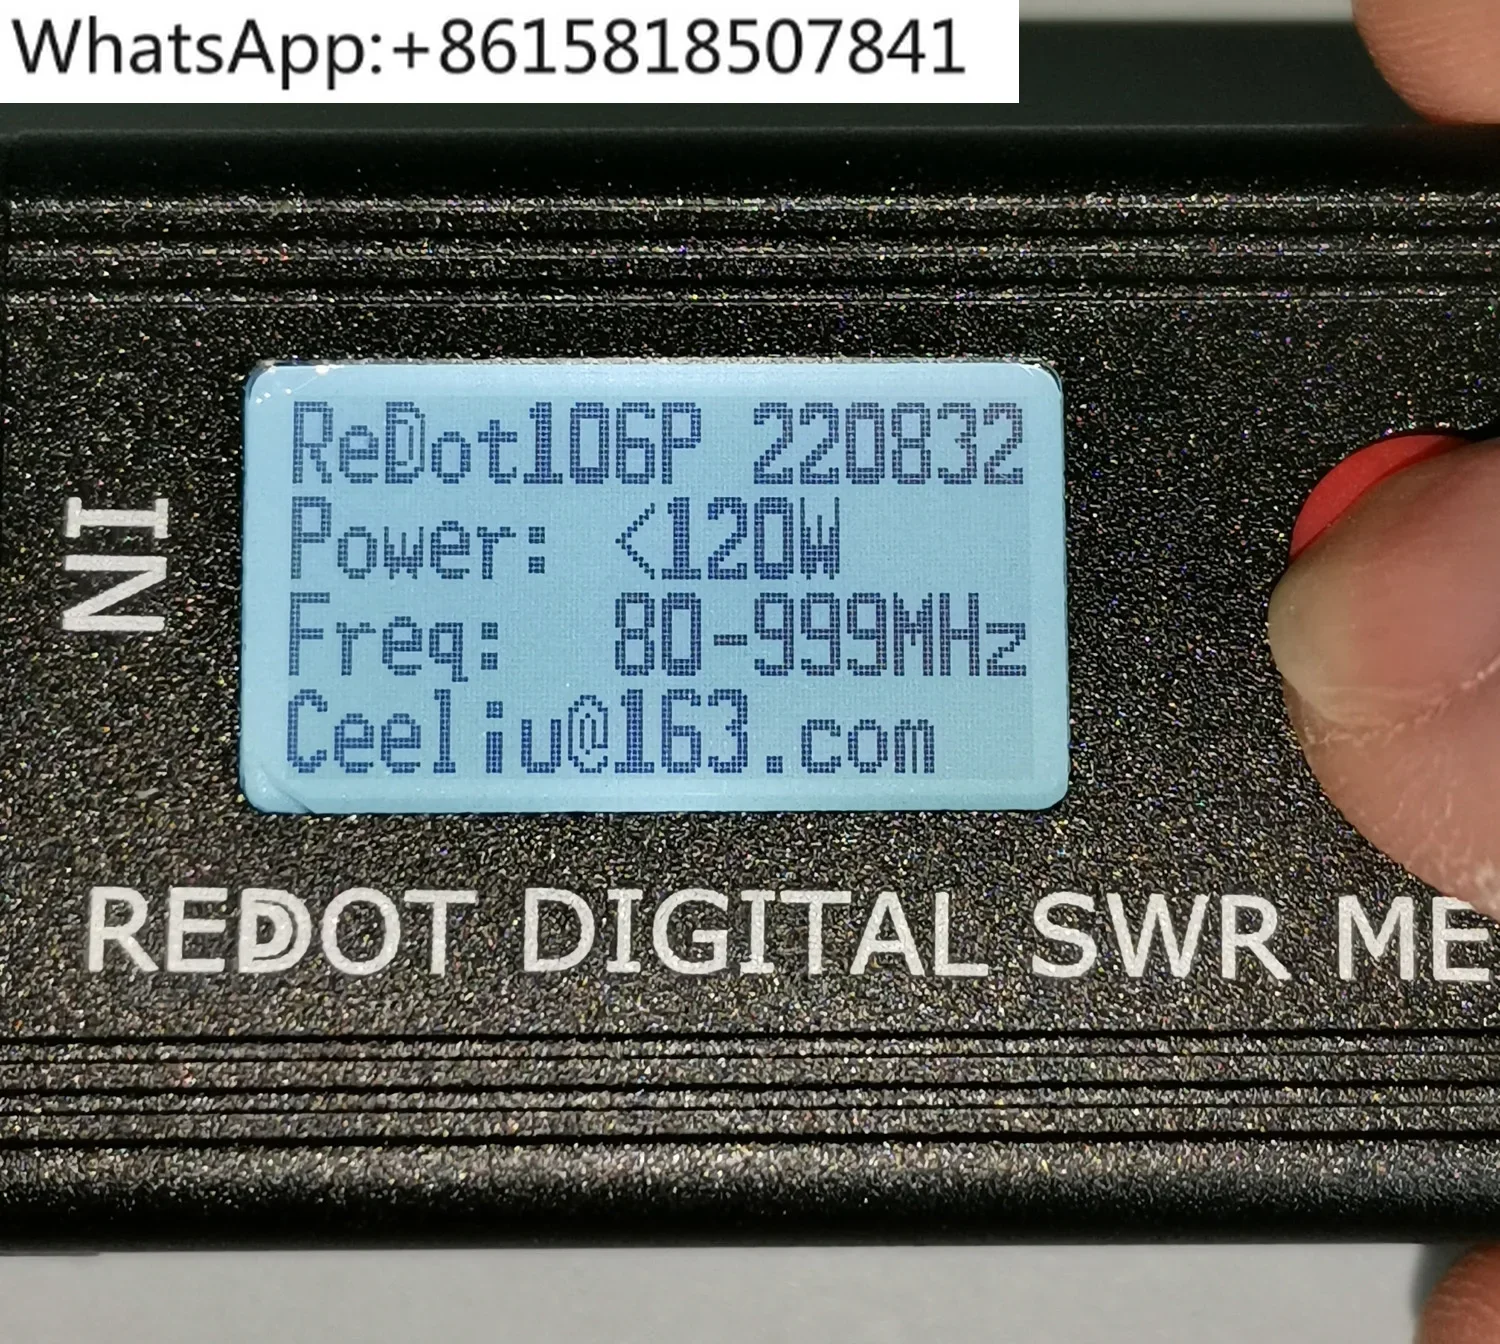 WhatsApp:+8615818507841
ReDot106P 220832
Power: <120W
Freq: 80-999MHz
Ceeliu@163.com
IN
REDOT DIGITAL SWR ME